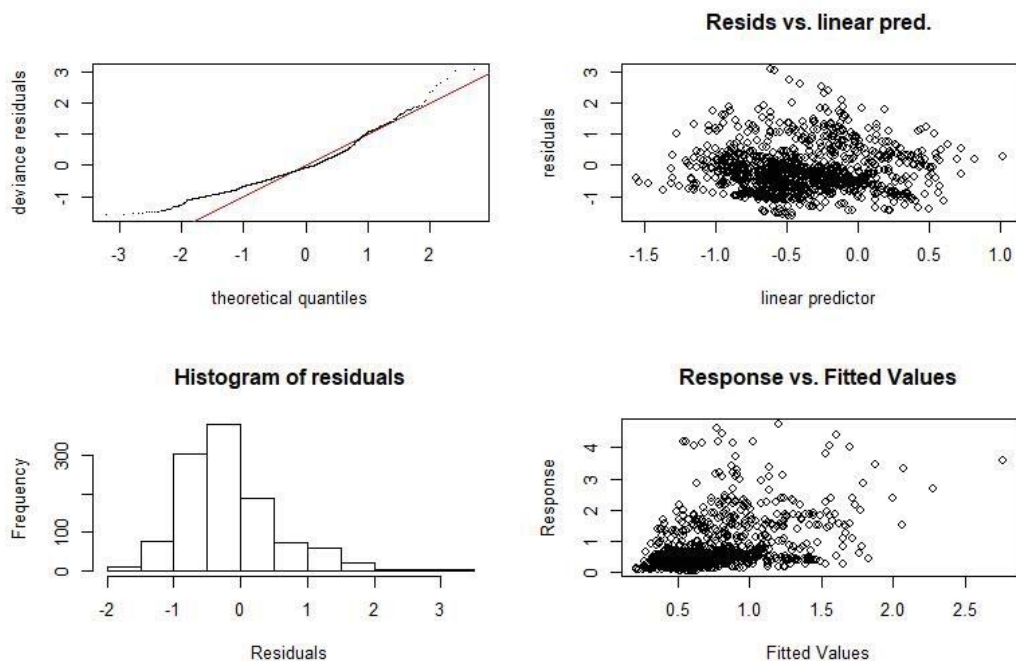 deviance residuals
3
2
1
0
-1
-3 -2 -1 0 1 2
theoretical quantiles
Resids vs. linear pred.
residuals
3
2
1
0
-1
-1.5 -1.0 -0.5 0.0 0.5 1.0
linear predictor
Histogram of residuals
Frequency
300
100
0
-2 -1 0 1 2 3
Residuals
Response vs. Fitted Values
Response
4
3
2
1
0
0.5 1.0 1.5 2.0 2.5
Fitted Values